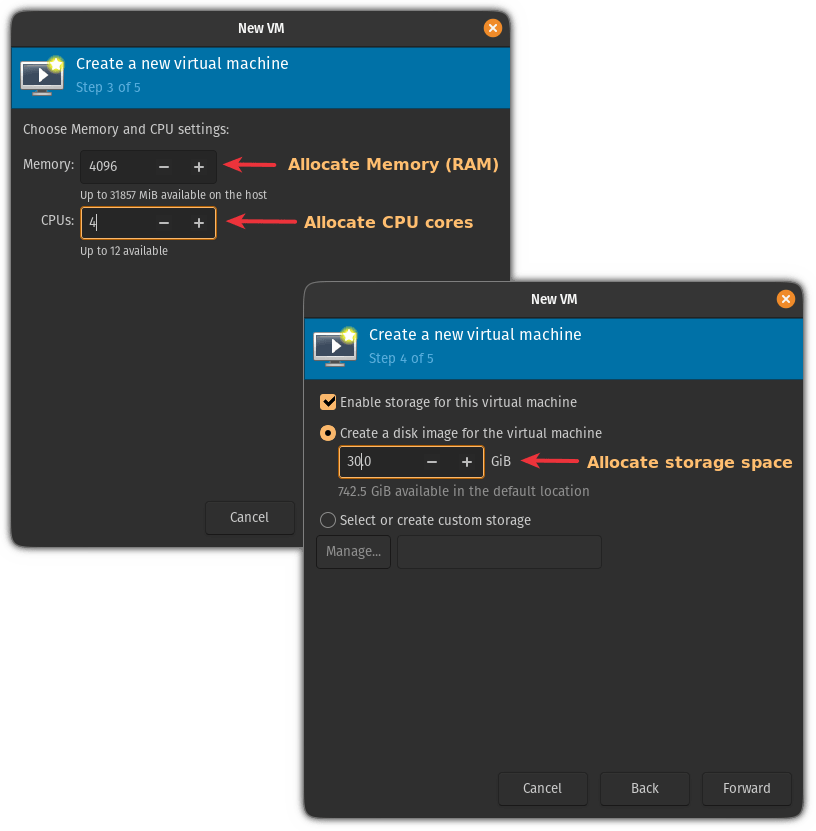 New VM
Create a new virtual machine
Step 3 of 5
Choose Memory and CPU settings:
Memory: 4096 − + Allocate Memory (RAM)
Up to 31857 MiB available on the host
CPUs: 4 − + Allocate CPU cores
Up to 12 available
Cancel
New VM
Create a new virtual machine
Step 4 of 5
Enable storage for this virtual machine
Create a disk image for the virtual machine
30.0 − + GiB Allocate storage space
742.5 GiB available in the default location
Select or create custom storage
Manage...
Cancel Back Forward